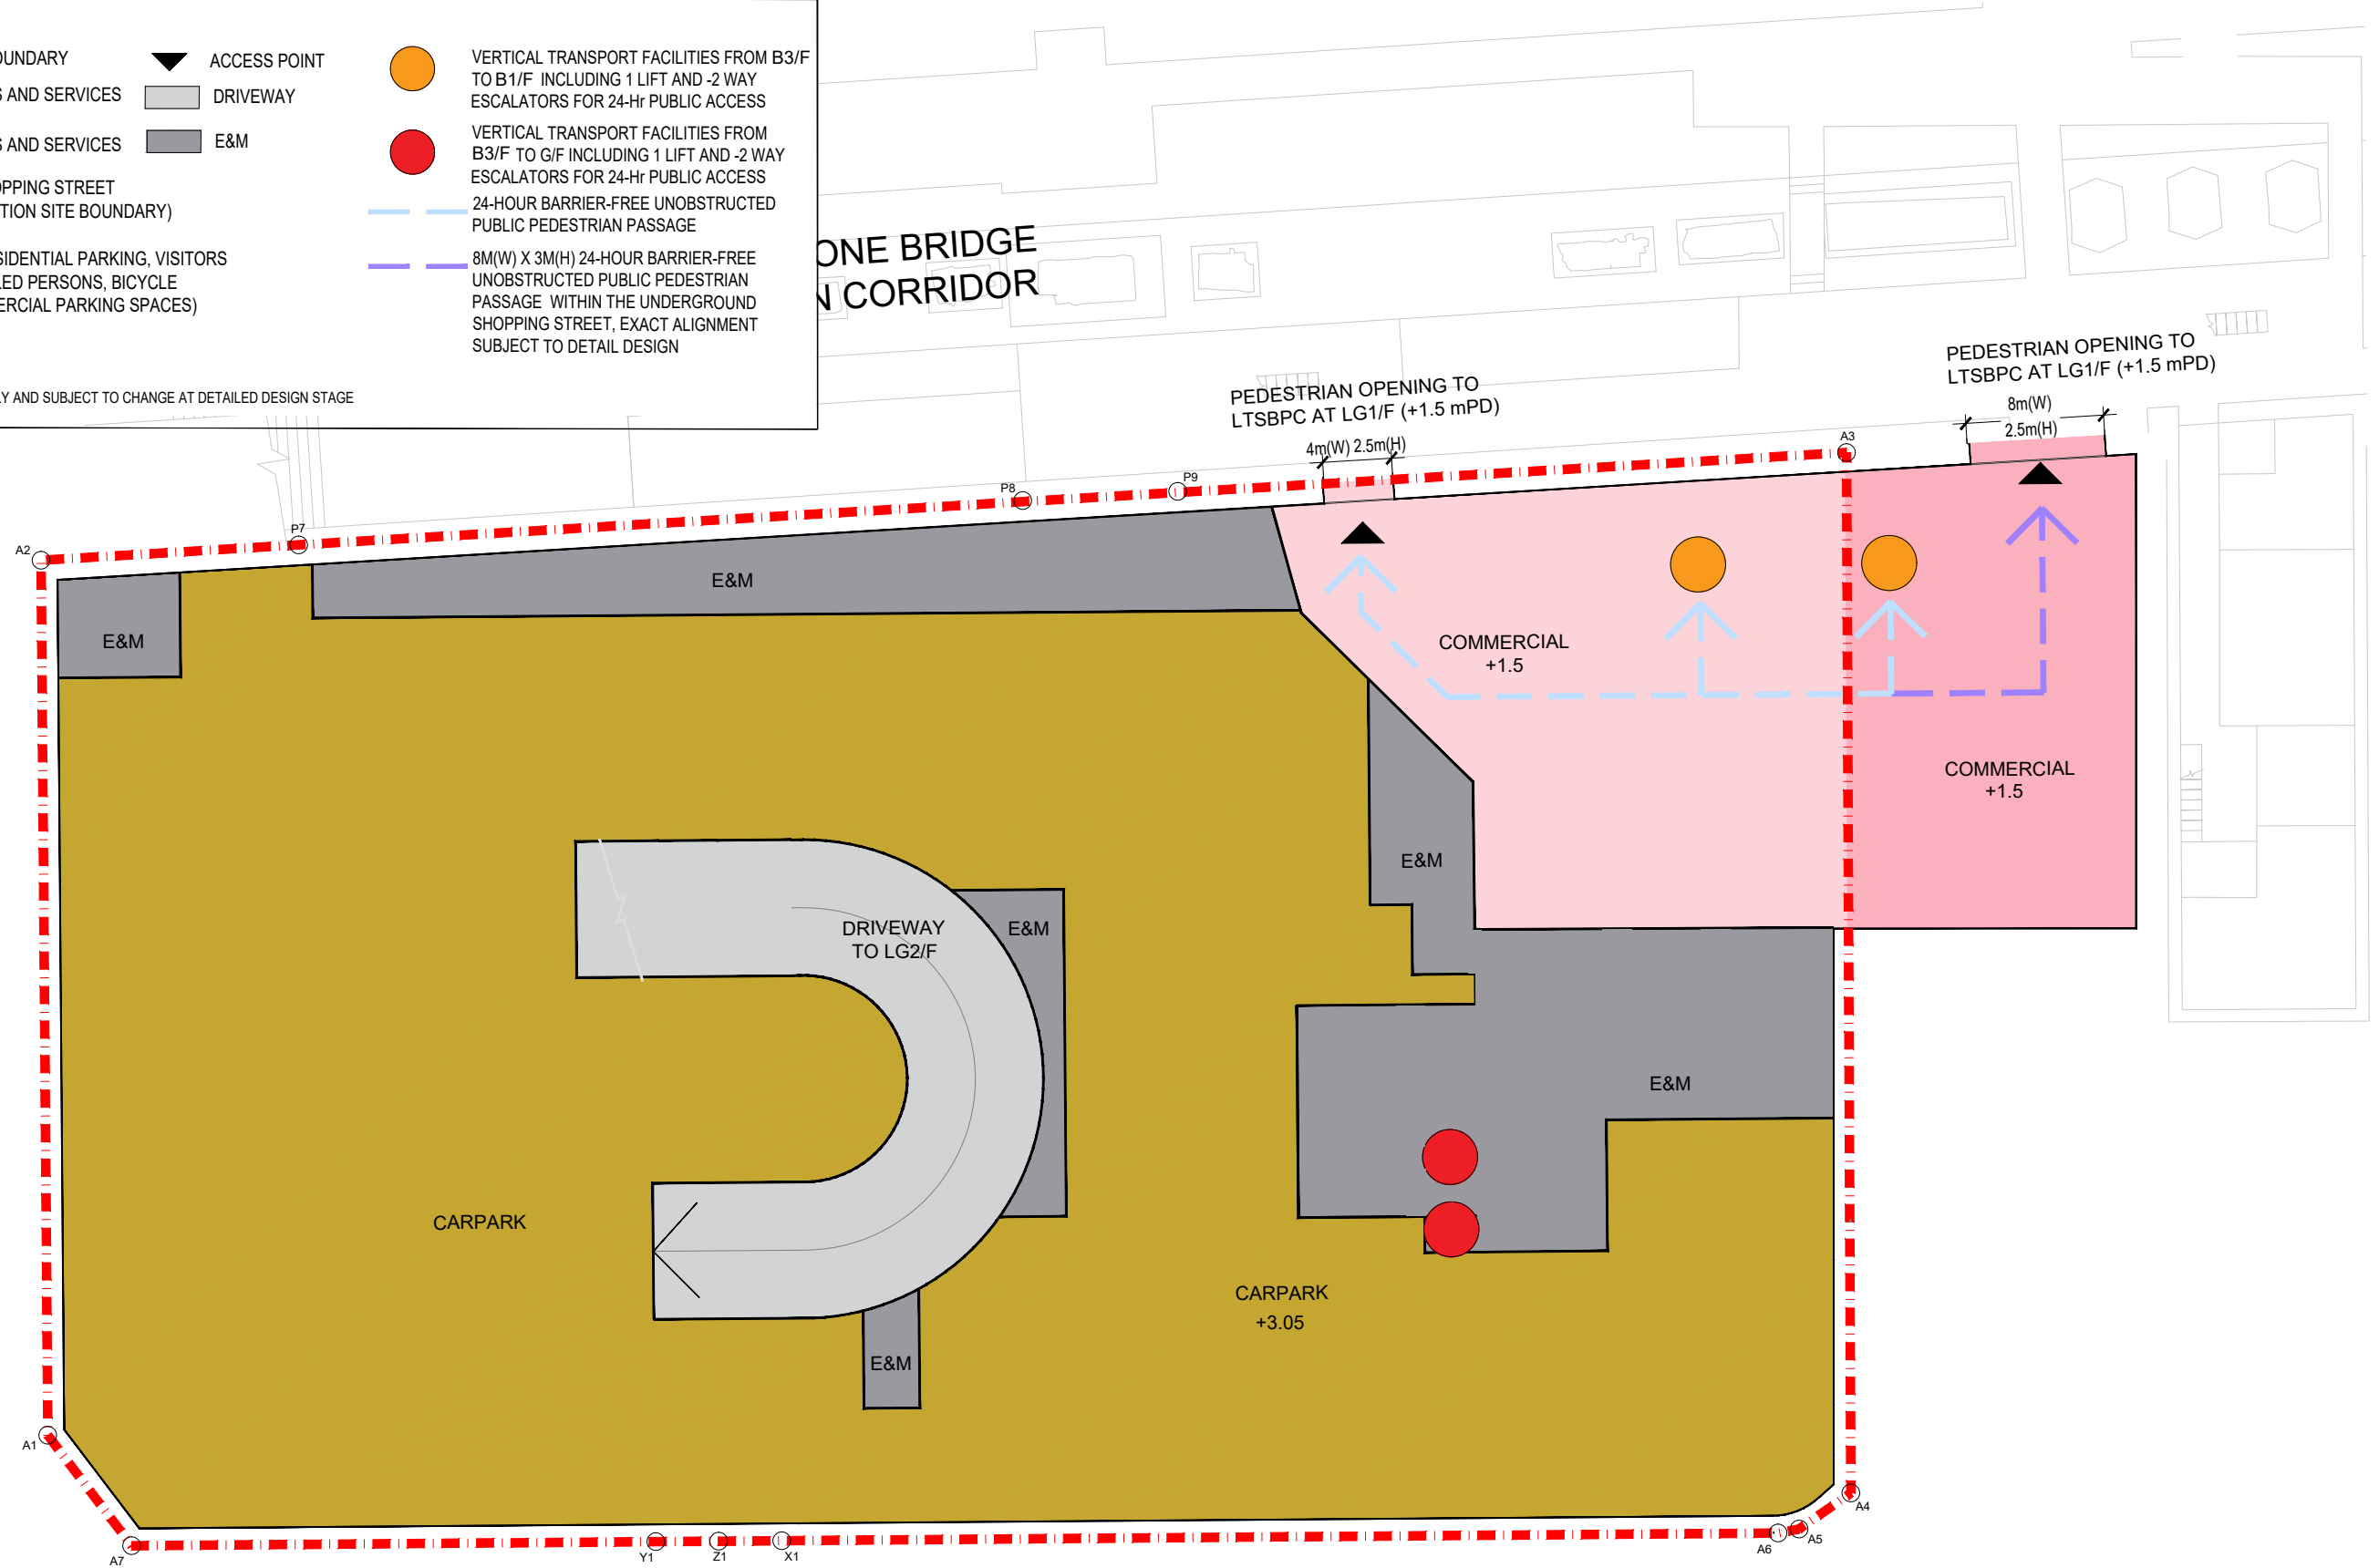 OUNDARY
S AND SERVICES
S AND SERVICES
OPPING STREET
TION SITE BOUNDARY)
SIDENTIAL PARKING, VISITORS
LED PERSONS, BICYCLE
ERCIAL PARKING SPACES)
LY AND SUBJECT TO CHANGE AT DETAILED DESIGN STAGE
ACCESS POINT
DRIVEWAY
E&M
VERTICAL TRANSPORT FACILITIES FROM B3/F
TO B1/F INCLUDING 1 LIFT AND -2 WAY
ESCALATORS FOR 24-Hr PUBLIC ACCESS
VERTICAL TRANSPORT FACILITIES FROM
B3/F TO G/F INCLUDING 1 LIFT AND -2 WAY
ESCALATORS FOR 24-Hr PUBLIC ACCESS
24-HOUR BARRIER-FREE UNOBSTRUCTED
PUBLIC PEDESTRIAN PASSAGE
8M(W) X 3M(H) 24-HOUR BARRIER-FREE
UNOBSTRUCTED PUBLIC PEDESTRIAN
PASSAGE WITHIN THE UNDERGROUND
SHOPPING STREET, EXACT ALIGNMENT
SUBJECT TO DETAIL DESIGN
ONE BRIDGE
N CORRIDOR
PEDESTRIAN OPENING TO
LTSBPC AT LG1/F (+1.5 mPD)
4m(W) 2.5m(H)
PEDESTRIAN OPENING TO
LTSBPC AT LG1/F (+1.5 mPD)
8m(W)
2.5m(H)
A3
P9
P8
P7
A2
E&M
E&M
COMMERCIAL
+1.5
COMMERCIAL
+1.5
E&M
DRIVEWAY
TO LG2/F
E&M
E&M
CARPARK
CARPARK
+3.05
E&M
A1
A4
A5
A6
A7
Y1
Z1
X1